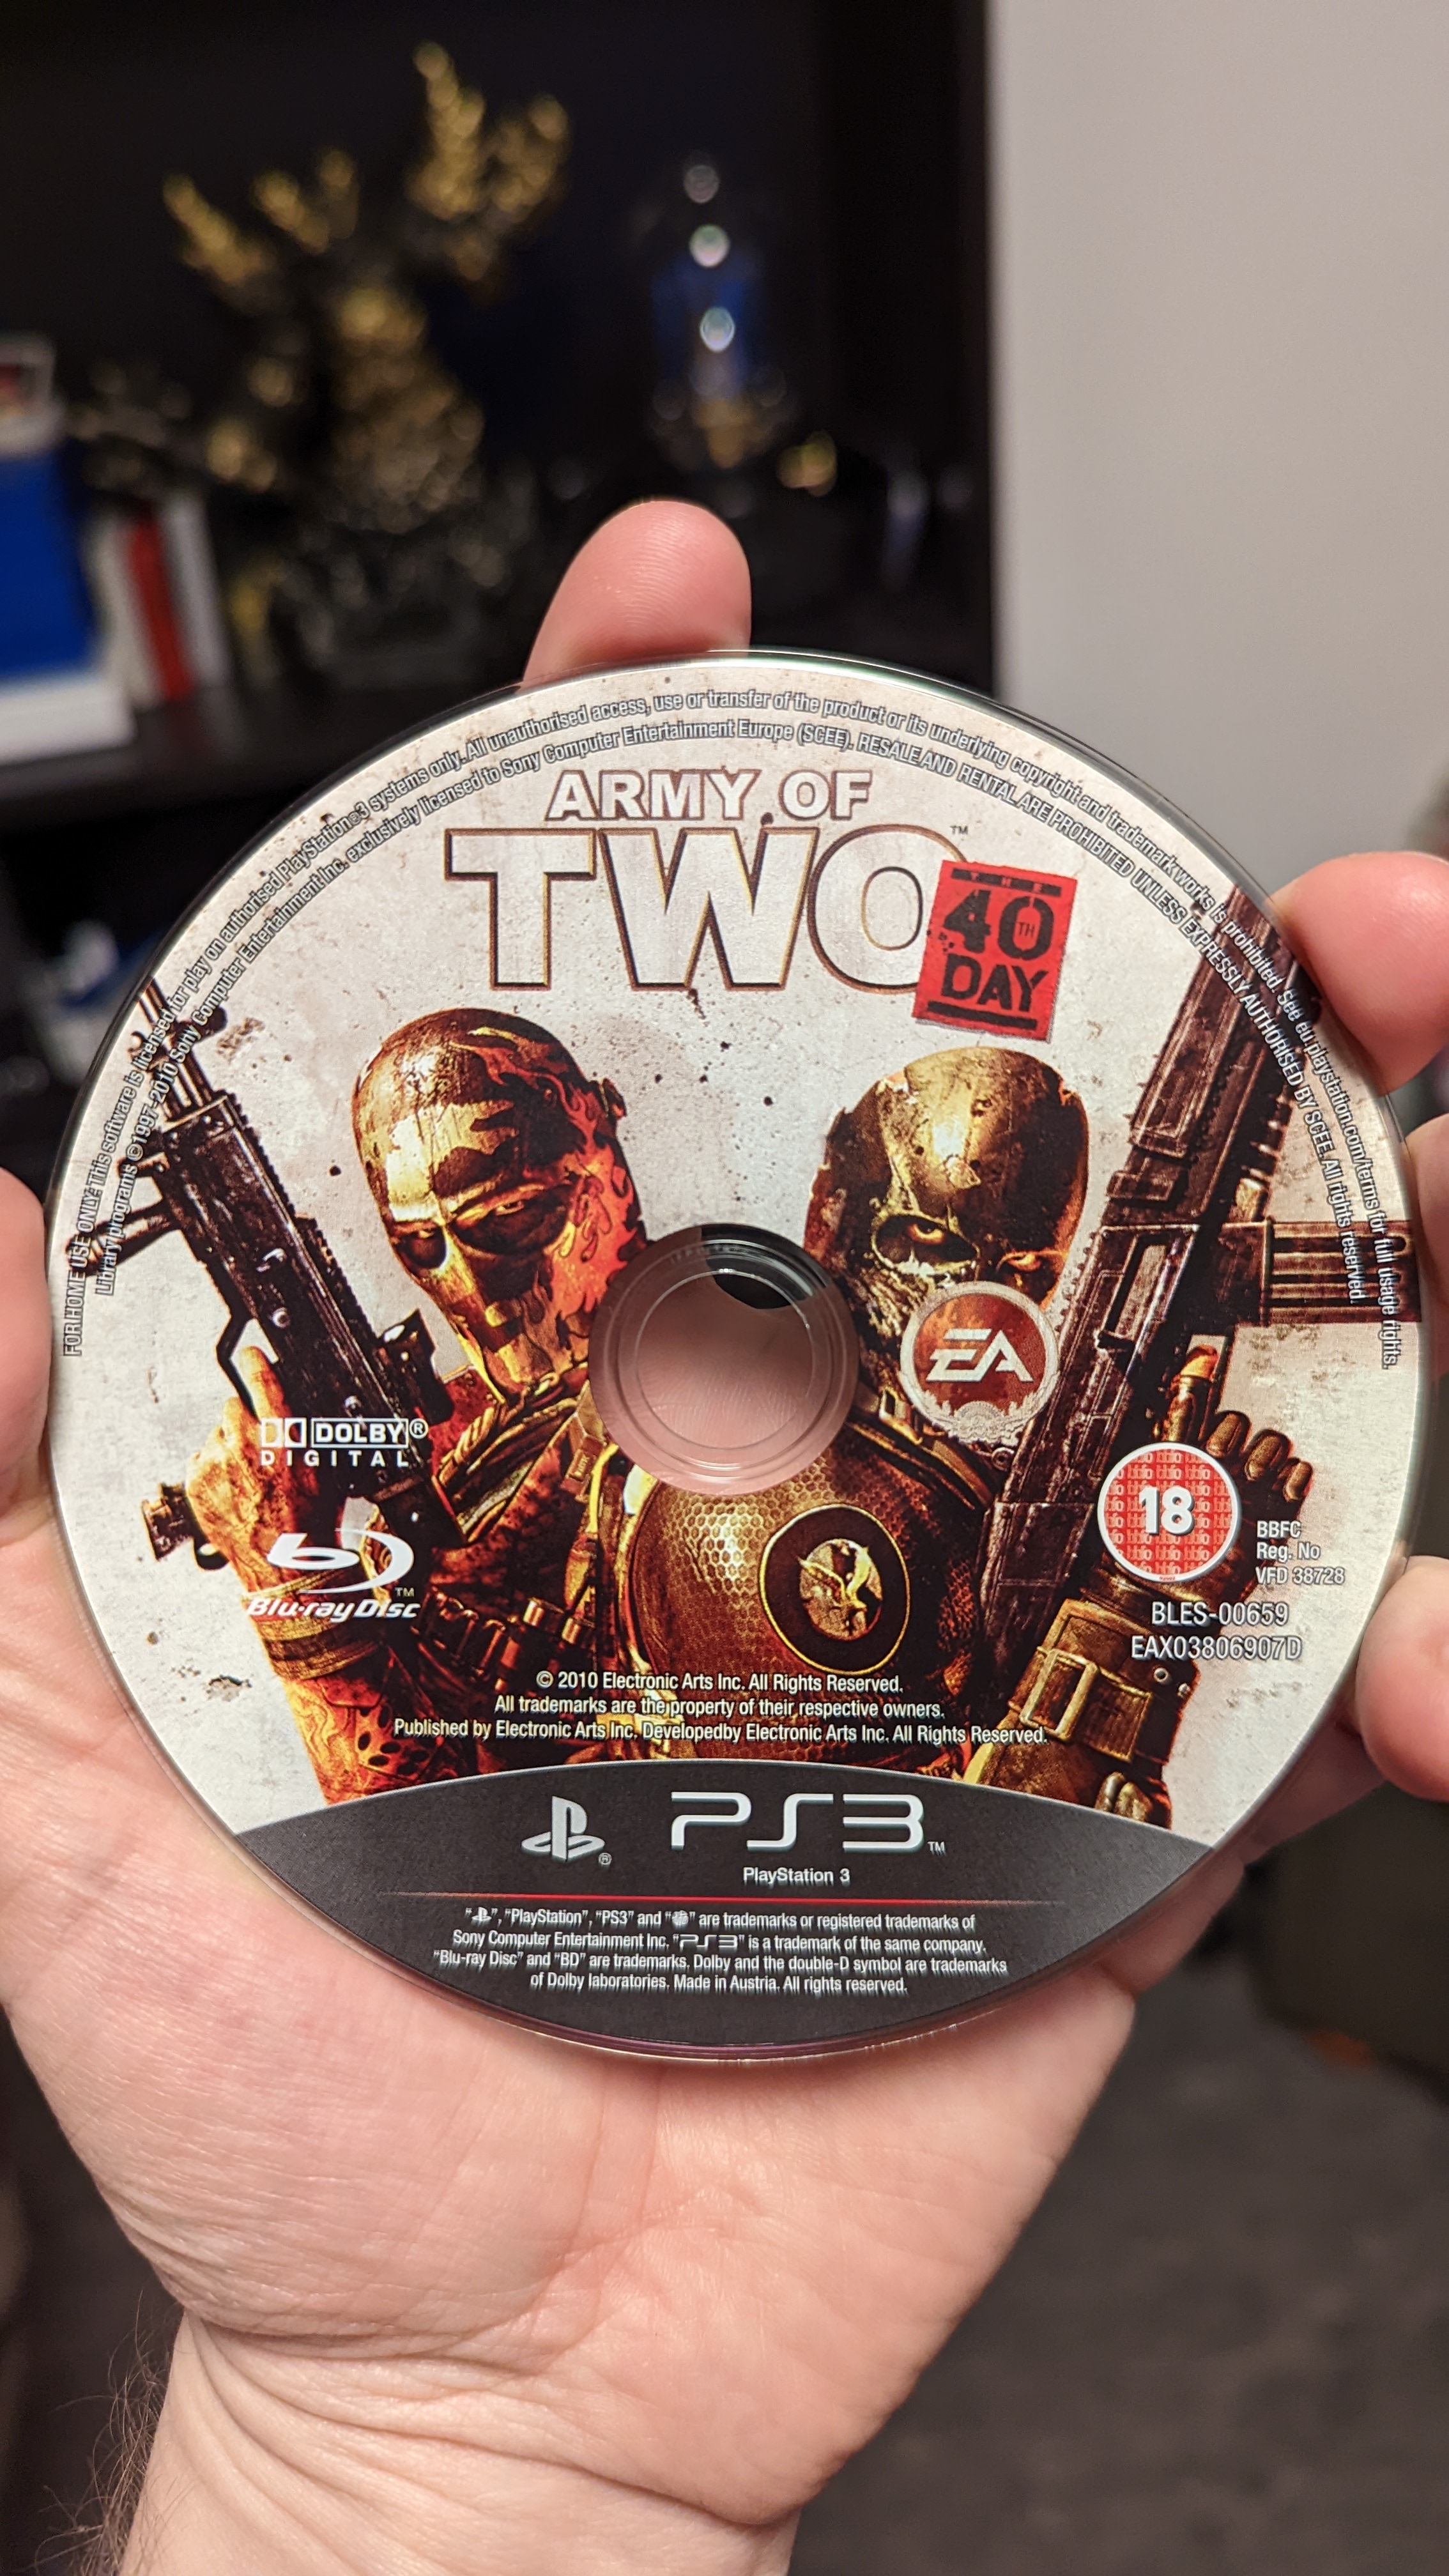 FOR HOME USE ONLY: This software is licensed for play on authorised PlayStation®3 systems only. All unauthorised access, use or transfer of the product or its underlying copyright and trademark works is prohibited. See eu.playstation.com/terms for full usage rights.
Library programs ©1997-2010 Sony Computer Entertainment Inc. exclusively licensed to Sony Computer Entertainment Europe (SCEE). RESALE AND RENTAL ARE PROHIBITED UNLESS EXPRESSLY AUTHORISED BY SCEE. All rights reserved.
ARMY OF
TWO™
THE
40TH
DAY
EA
DOLBY®
DIGITAL
18
BBFC
Reg. No
VFD 38728
Blu-ray Disc™
BLES-00659
EAX03806907D
© 2010 Electronic Arts Inc. All Rights Reserved.
All trademarks are the property of their respective owners.
Published by Electronic Arts Inc. Developedby Electronic Arts Inc. All Rights Reserved.
PS3™
PlayStation 3
“ ”, “PlayStation”, “PS3” and “ ” are trademarks or registered trademarks of
Sony Computer Entertainment Inc. “PS3” is a trademark of the same company.
“Blu-ray Disc” and “BD” are trademarks. Dolby and the double-D symbol are trademarks
of Dolby laboratories. Made in Austria. All rights reserved.